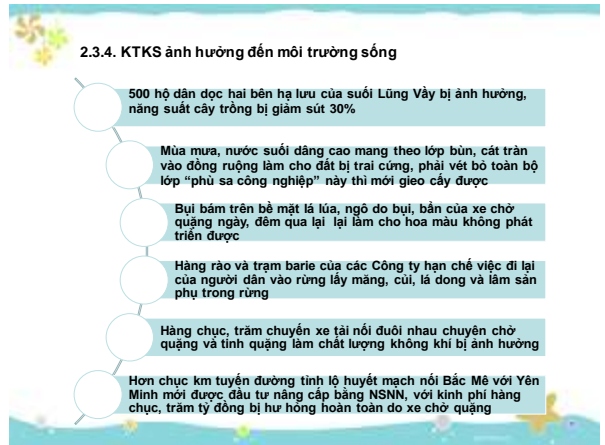 2.3.4. KTKS ảnh hưởng đến môi trường sống
500 hộ dân dọc hai bên hạ lưu của suối Lũng Vầy bị ảnh hưởng,
năng suất cây trồng bị giảm sút 30%
Mùa mưa, nước suối dâng cao mang theo lớp bùn, cát tràn
vào đồng ruộng làm cho đất bị trai cứng, phải vét bỏ toàn bộ
lớp “phù sa công nghiệp” này thì mới gieo cấy được
Bụi bám trên bề mặt lá lúa, ngô do bụi, bẩn của xe chở
quặng ngày, đêm qua lại lại làm cho hoa màu không phát
triển được
Hàng rào và trạm barie của các Công ty hạn chế việc đi lại
của người dân vào rừng lấy măng, củi, lá dong và lâm sản
phụ trong rừng
Hàng chục, trăm chuyến xe tải nối đuôi nhau chuyên chở
quặng và tinh quặng làm chất lượng không khí bị ảnh hưởng
Hơn chục km tuyến đường tỉnh lộ huyết mạch nối Bắc Mê với Yên
Minh mới được đầu tư nâng cấp bằng NSNN, với kinh phí hàng
chục, trăm tỷ đồng bị hư hỏng hoàn toàn do xe chở quặng